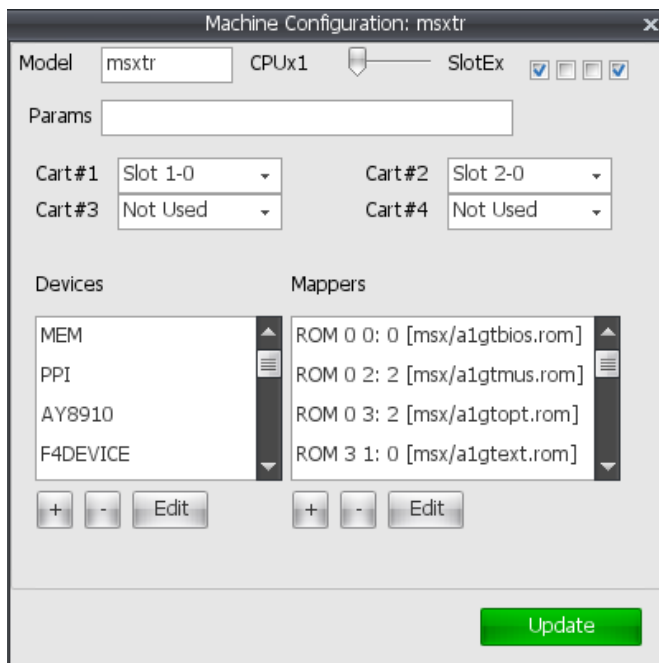 Machine Configuration: msxtr x
Model msxtr CPUx1 SlotEx
Params
Cart#1 Slot 1-0 Cart#2 Slot 2-0
Cart#3 Not Used Cart#4 Not Used
Devices Mappers
MEM ROM 0 0: 0 [msx/a1gtbios.rom]
PPI ROM 0 2: 2 [msx/a1gtmus.rom]
AY8910 ROM 0 3: 2 [msx/a1gtopt.rom]
F4DEVICE ROM 3 1: 0 [msx/a1gtext.rom]
+ - Edit + - Edit
Update